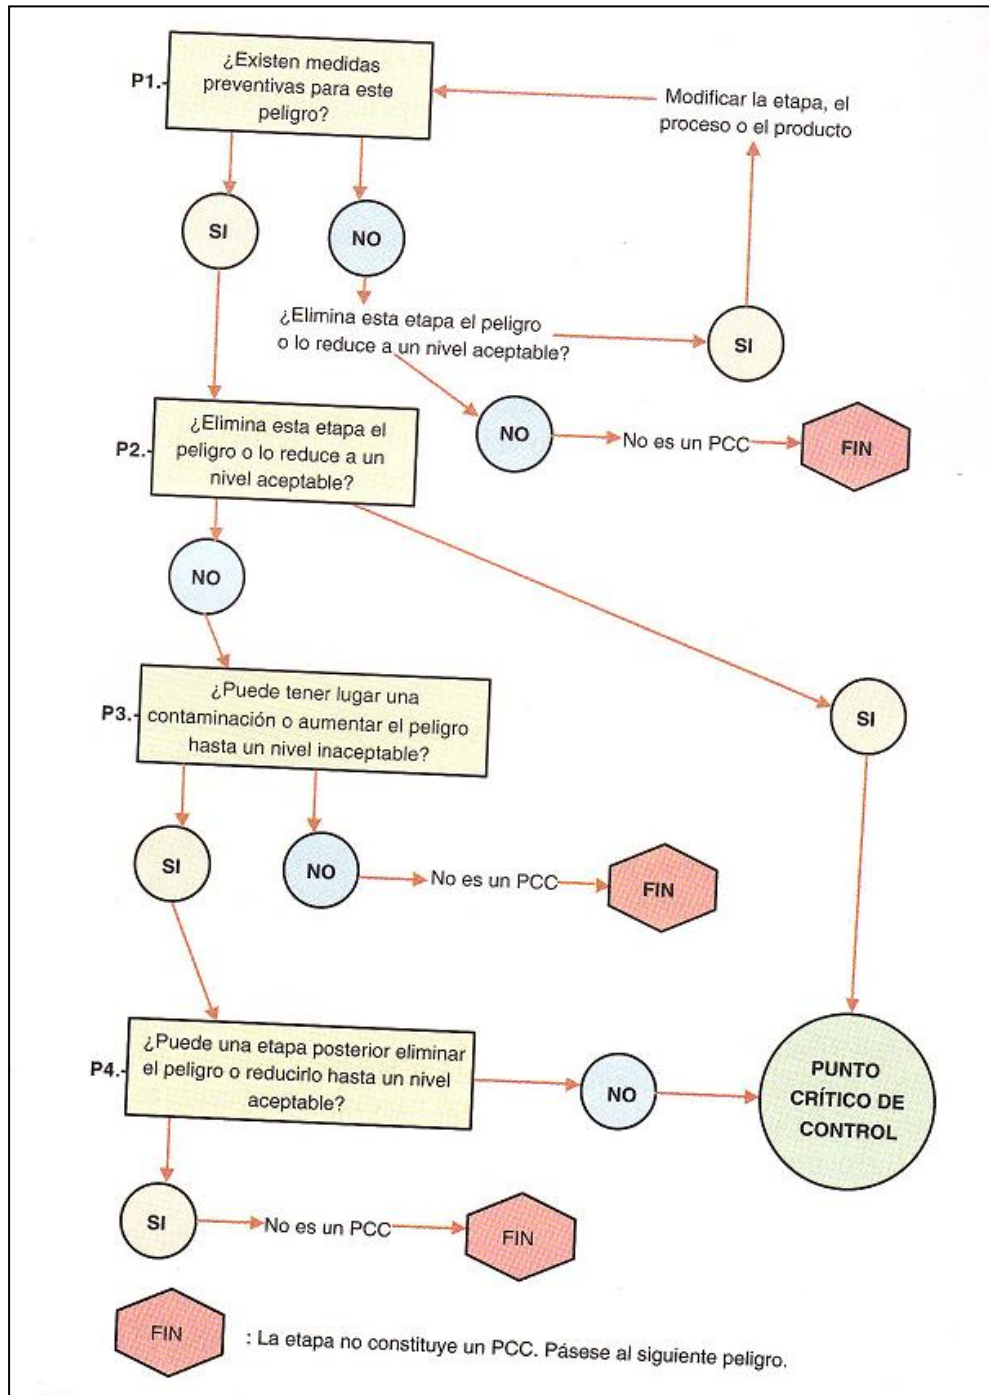 P1.-
¿Existen medidas
preventivas para este
peligro?
Modificar la etapa, el
proceso o el producto
SI
NO
¿Elimina esta etapa el peligro
o lo reduce a un nivel aceptable?
SI
NO
No es un PCC
FIN
P2.-
¿Elimina esta etapa el
peligro o lo reduce a un
nivel aceptable?
NO
SI
P3.-
¿Puede tener lugar una
contaminación o aumentar el peligro
hasta un nivel inaceptable?
SI
NO
No es un PCC
FIN
P4.-
¿Puede una etapa posterior eliminar
el peligro o reducirlo hasta un nivel
aceptable?
NO
PUNTO
CRÍTICO DE
CONTROL
SI
No es un PCC
FIN
FIN
: La etapa no constituye un PCC. Pásese al siguiente peligro.